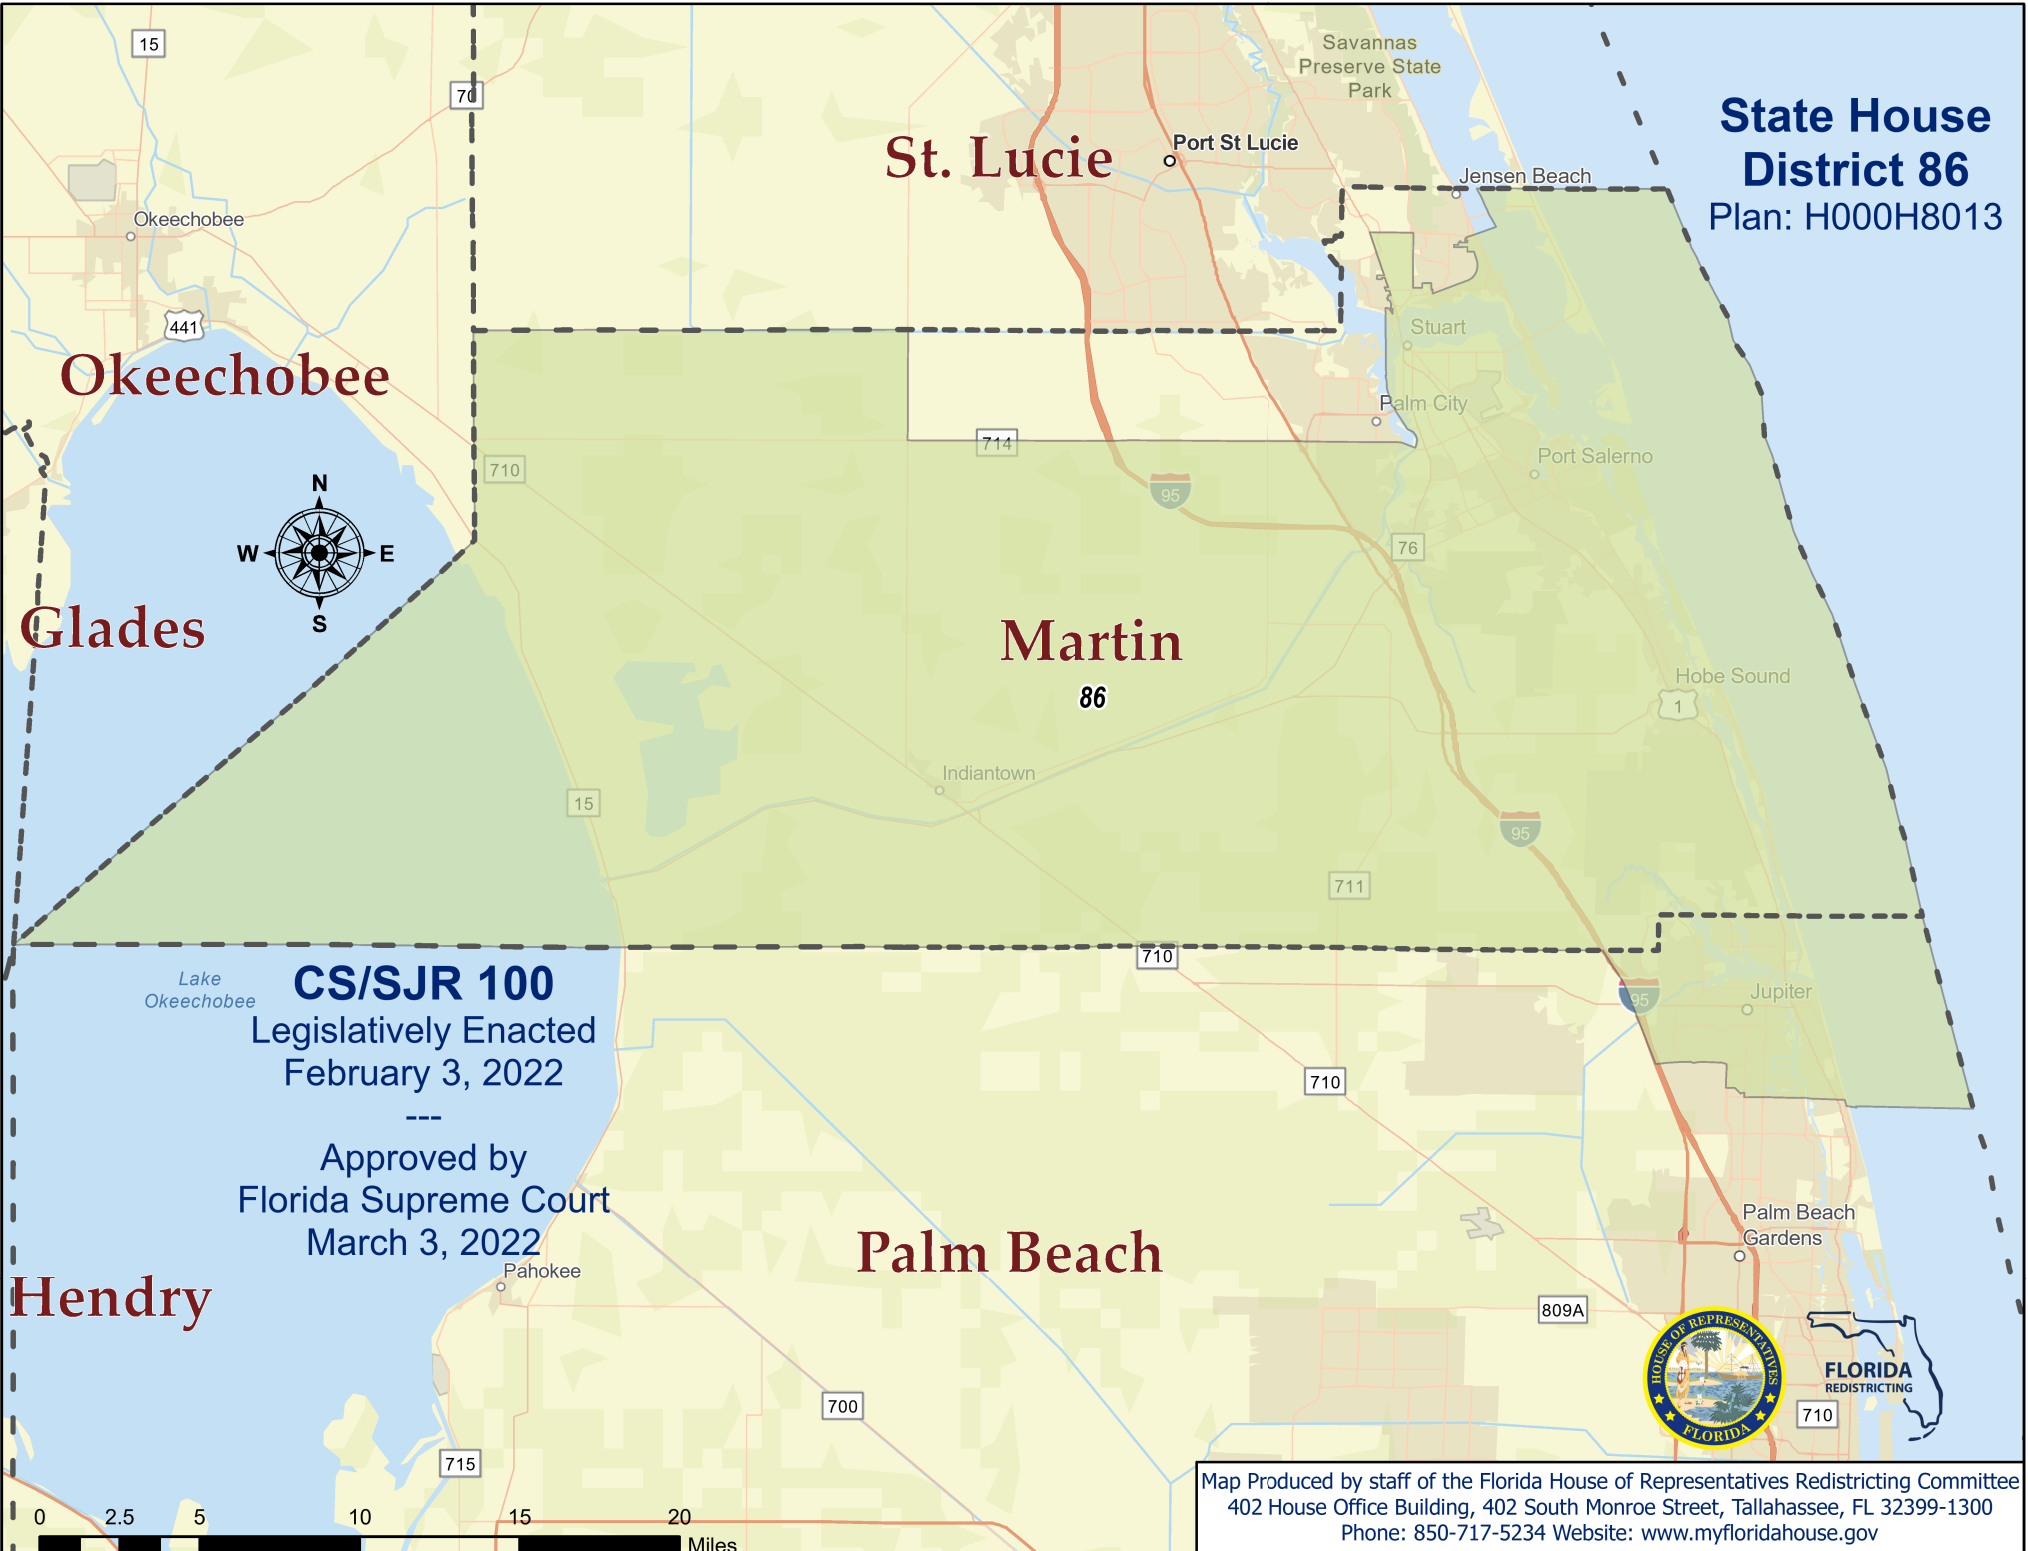 State House
District 86
Plan: H000H8013
Savannas
Preserve State
Park
15
70
St. Lucie
Port St Lucie
Jensen Beach
Okeechobee
441
Okeechobee
Stuart
Palm City
714
710
Port Salerno
95
N
W
E
S
76
Glades
Martin
86
Hobe Sound
1
Indiantown
15
95
711
710
Lake
Okeechobee
CS/SJR 100
Legislatively Enacted
February 3, 2022
---
Approved by
Florida Supreme Court
March 3, 2022
95
Jupiter
710
Palm Beach
Gardens
Palm Beach
Pahokee
Hendry
809A
HOUSE OF REPRESENTATIVES
FLORIDA
FLORIDA
REDISTRICTING
700
710
715
0 2.5 5 10 15 20
Miles
Map Produced by staff of the Florida House of Representatives Redistricting Committee
402 House Office Building, 402 South Monroe Street, Tallahassee, FL 32399-1300
Phone: 850-717-5234 Website: www.myfloridahouse.gov